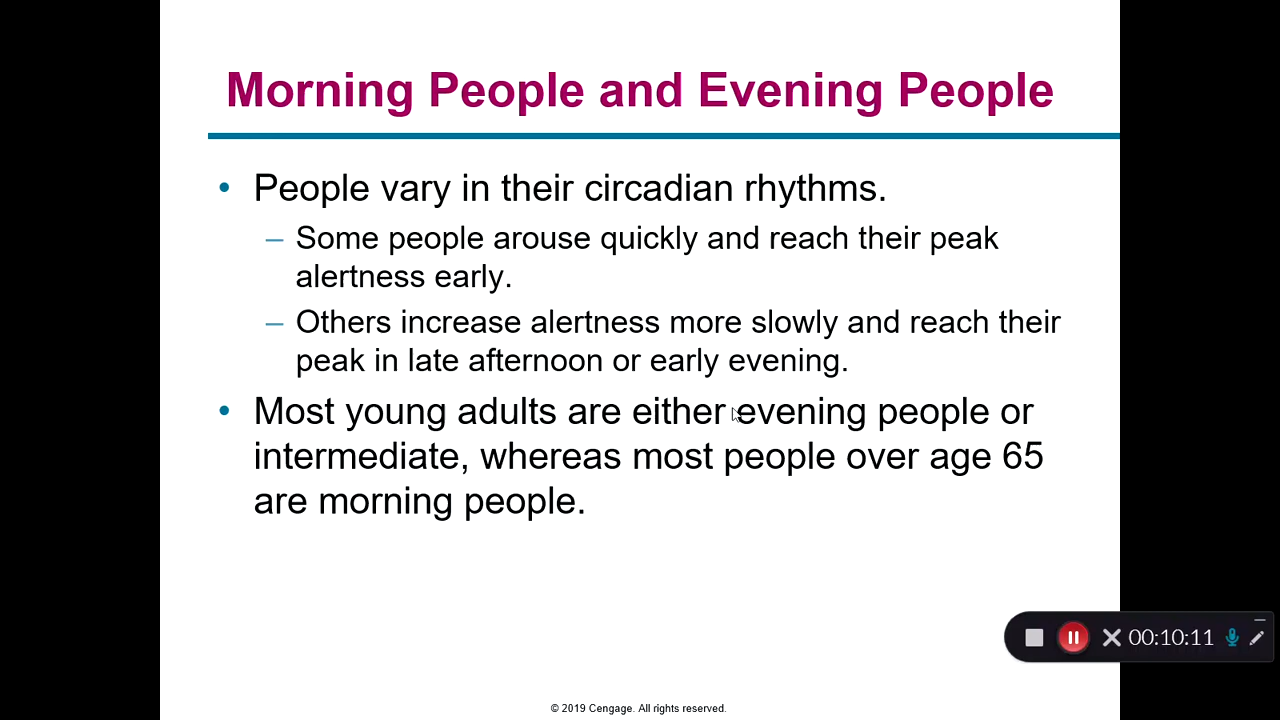 Morning People and Evening People
• People vary in their circadian rhythms.
– Some people arouse quickly and reach their peak
alertness early.
– Others increase alertness more slowly and reach their
peak in late afternoon or early evening.
• Most young adults are either evening people or
intermediate, whereas most people over age 65
are morning people.
00:10:11
© 2019 Cengage. All rights reserved.